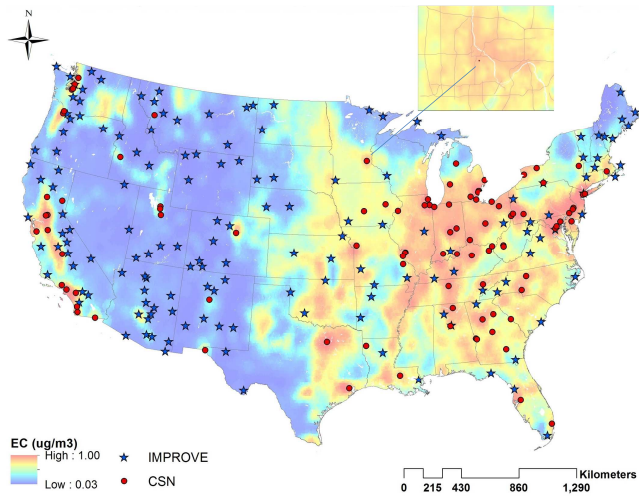 N
EC (ug/m3)
High : 1.00
Low : 0.03
IMPROVE
CSN
Kilometers
0 215 430 860 1,290